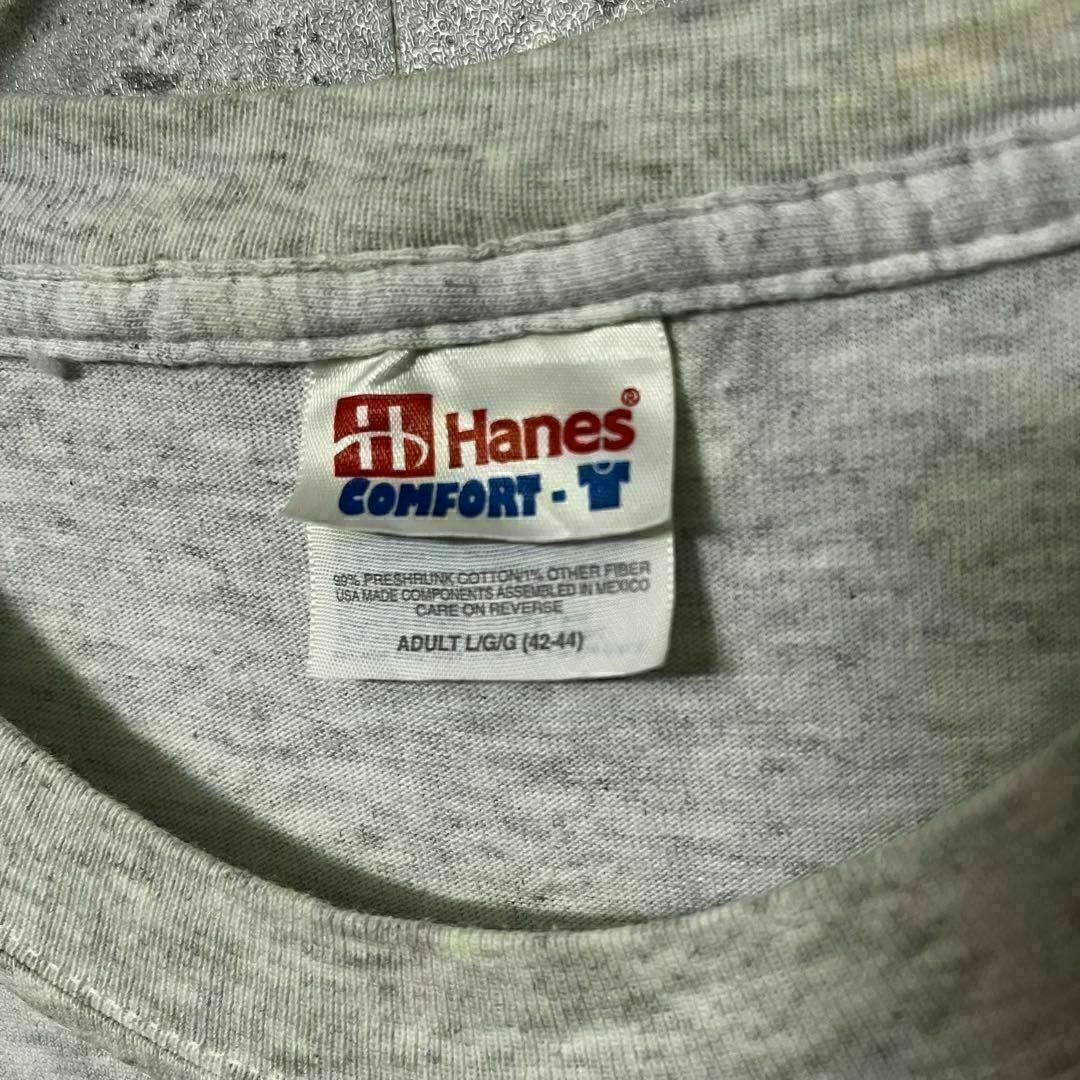 H Hanes®
COMFORT-T
99% PRESHRUNK COTTON/1% OTHER FIBER
USA MADE COMPONENTS ASSEMBLED IN MEXICO
CARE ON REVERSE
ADULT L/G/G (42-44)